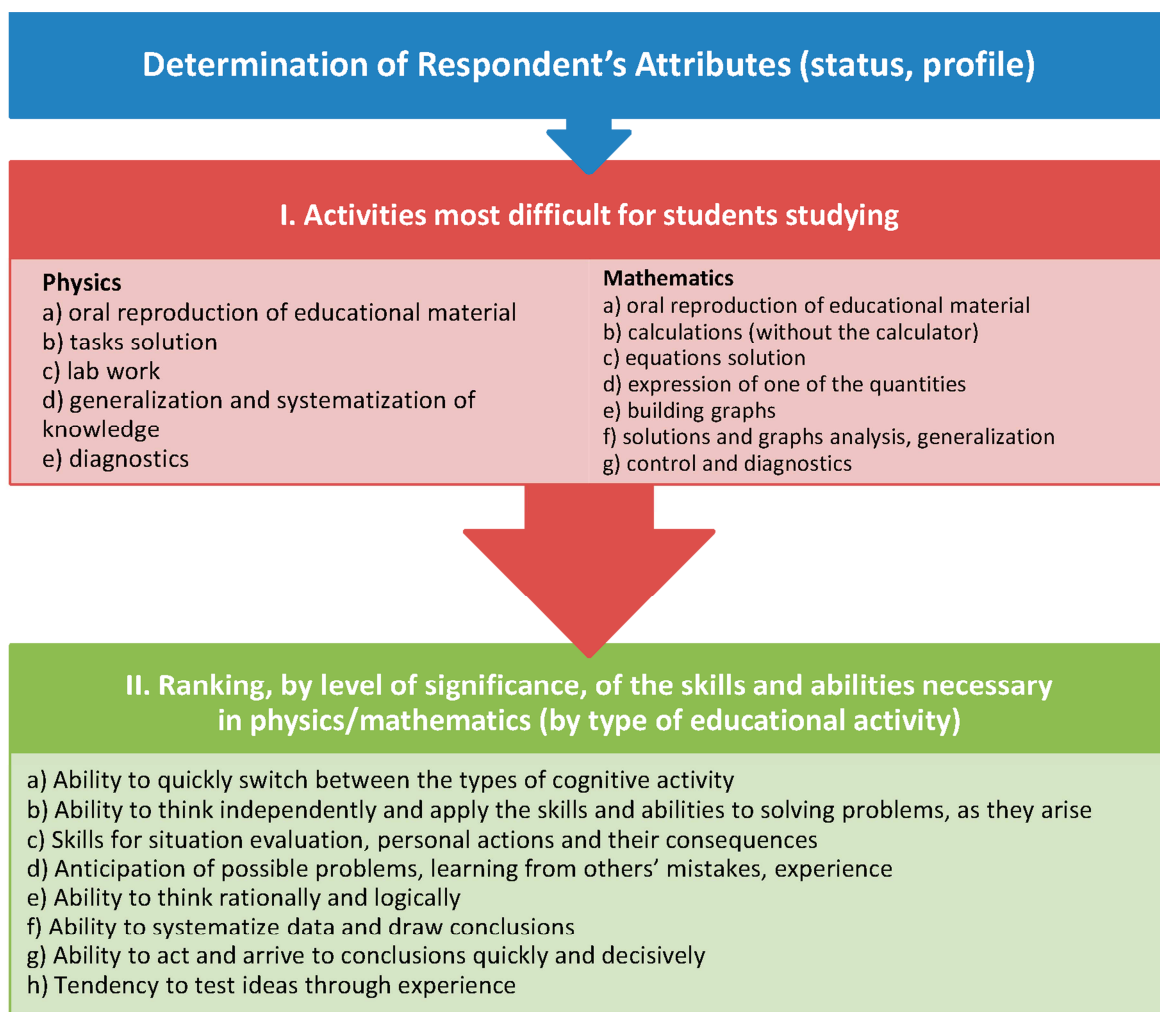 Determination of Respondent’s Attributes (status, profile)
I. Activities most difficult for students studying
Physics
a) oral reproduction of educational material
b) tasks solution
c) lab work
d) generalization and systematization of
knowledge
e) diagnostics
Mathematics
a) oral reproduction of educational material
b) calculations (without the calculator)
c) equations solution
d) expression of one of the quantities
e) building graphs
f) solutions and graphs analysis, generalization
g) control and diagnostics
II. Ranking, by level of significance, of the skills and abilities necessary
in physics/mathematics (by type of educational activity)
a) Ability to quickly switch between the types of cognitive activity
b) Ability to think independently and apply the skills and abilities to solving problems, as they arise
c) Skills for situation evaluation, personal actions and their consequences
d) Anticipation of possible problems, learning from others’ mistakes, experience
e) Ability to think rationally and logically
f) Ability to systematize data and draw conclusions
g) Ability to act and arrive to conclusions quickly and decisively
h) Tendency to test ideas through experience